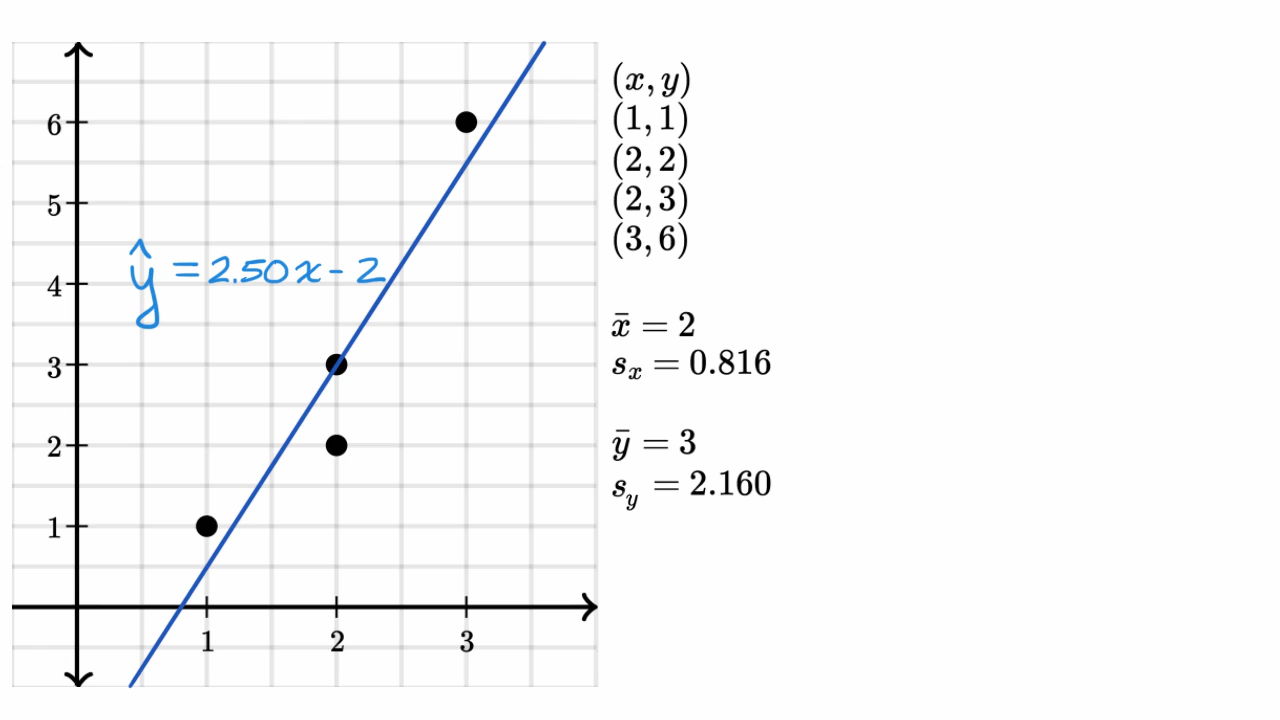 6
5
4
3
2
1
1 2 3
ŷ = 2.50x - 2
(x, y)
(1, 1)
(2, 2)
(2, 3)
(3, 6)
x̄ = 2
sₓ = 0.816
ȳ = 3
s_y = 2.160